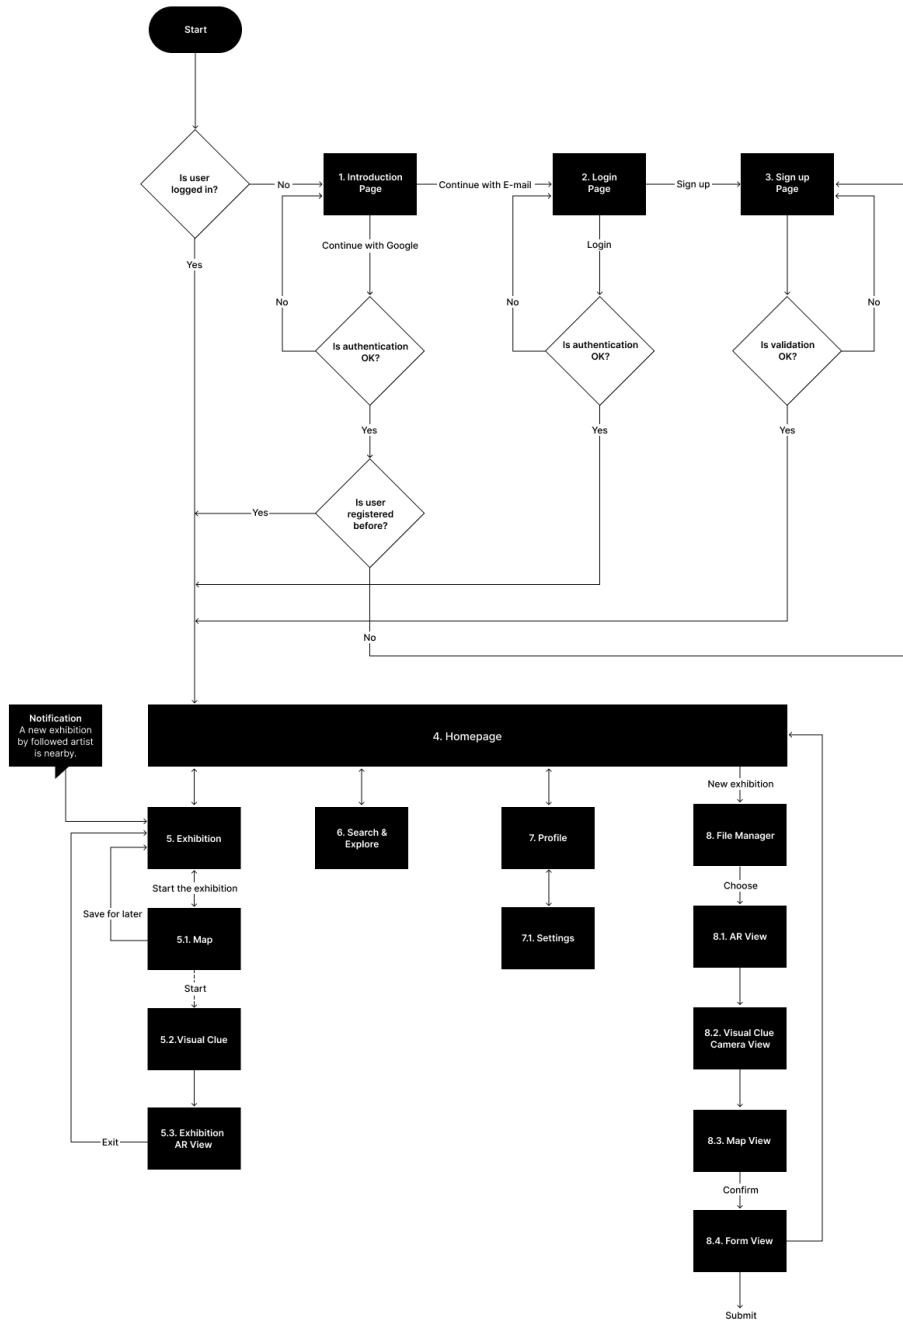 Start
Is user
logged in?
No
1. Introduction
Page
Continue with E-mail
2. Login
Page
Sign up
3. Sign up
Page
Continue with Google
Login
Yes
No
No
No
Is authentication
OK?
Is authentication
OK?
Is validation
OK?
Yes
Yes
Yes
Is user
registered
before?
Yes
No
Notification
A new exhibition
by followed artist
is nearby.
4. Homepage
New exhibition
5. Exhibition
6. Search &
Explore
7. Profile
8. File Manager
Start the exhibition
Choose
Save for later
5.1. Map
7.1. Settings
8.1. AR View
Start
5.2.Visual Clue
8.2. Visual Clue
Camera View
5.3. Exhibition
AR View
Exit
8.3. Map View
Confirm
8.4. Form View
Submit